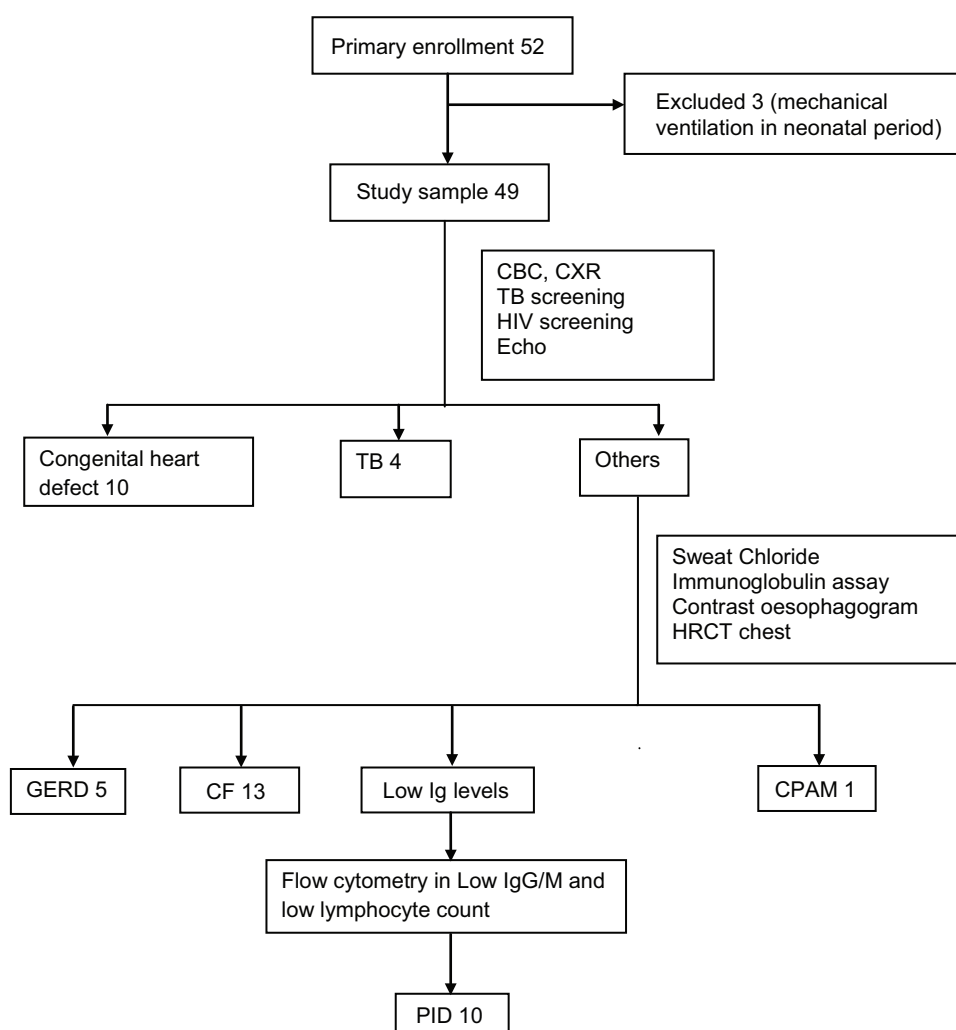 Primary enrollment 52
Excluded 3 (mechanical
ventilation in neonatal period)
Study sample 49
CBC, CXR
TB screening
HIV screening
Echo
Congenital heart
defect 10
TB 4
Others
Sweat Chloride
Immunoglobulin assay
Contrast oesophagogram
HRCT chest
GERD 5
CF 13
Low Ig levels
CPAM 1
Flow cytometry in Low IgG/M and
low lymphocyte count
PID 10